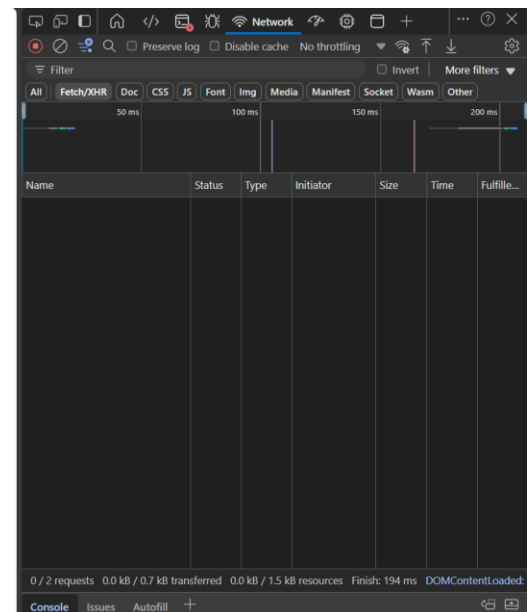 Network
Preserve log Disable cache No throttling
Filter Invert More filters
All Fetch/XHR Doc CSS JS Font Img Media Manifest Socket Wasm Other
50 ms 100 ms 150 ms 200 ms
Name Status Type Initiator Size Time Fulfille...
0 / 2 requests 0.0 kB / 0.7 kB transferred 0.0 kB / 1.5 kB resources Finish: 194 ms DOMContentLoaded:
Console Issues Autofill